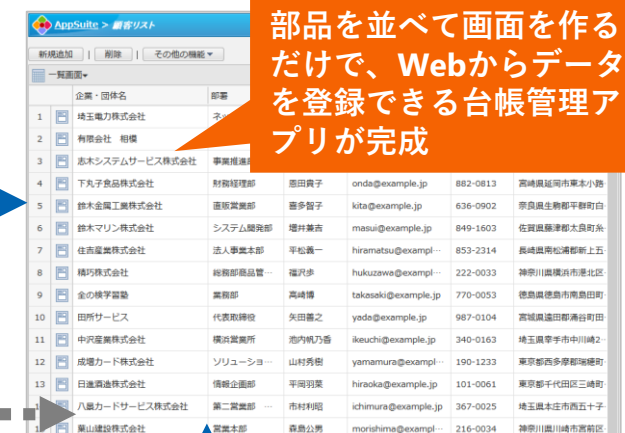 AppSuite > 顧客リスト
部品を並べて画面を作る
だけで、Webからデータ
を登録できる台帳管理ア
プリが完成
新規追加 | 削除 | その他の機能▼
一覧画面▾
企業・団体名 部署
1 埼玉電力株式会社
2 有限会社 相模
3 志木システムサービス株式会社 事業推進
4 下丸子食品株式会社 財務経理部 恩田貴子 onda@example.jp 882-0813 宮崎県延岡市東本小路
5 鈴木金属工業株式会社 直販営業部 喜多智子 kita@example.jp 636-0902 奈良県生駒郡平群町白
6 鈴木マリン株式会社 システム開発部 増井兼吉 masui@example.jp 849-1603 佐賀県藤津郡太良町糸
7 住吉産業株式会社 法人事業本部 平松義一 hiramatsu@exampl… 853-2314 長崎県南松浦郡新上五
8 精巧株式会社 総務部商品管… 福沢歩 hukuzawa@exampl… 222-0033 神奈川県横浜市港北区
9 全の検学習塾 業務部 高崎博 takasaki@example.jp 770-0053 徳島県徳島市南島田町
10 田所サービス 代表取締役 矢田善之 yada@example.jp 987-0104 宮城県遠田郡涌谷町田
11 中沢産業株式会社 横浜営業所 池内帆乃香 ikeuchi@example.jp 340-0163 埼玉県幸手市中川崎2
12 成増カード株式会社 ソリューショ… 山村秀樹 yamamura@exampl… 190-1233 東京都西多摩郡瑞穂町
13 日進酒造株式会社 情報企画部 平岡羽菜 hiraoka@example.jp 101-0061 東京都千代田区三崎町
八島カードサービス株式会社 第二営業部 … 市村利昭 ichimura@example.jp 367-0025 埼玉県本庄市西五十子
葉山建設株式会社 営業本部 森島公男 morishima@exampl… 216-0034 神奈川県川崎市宮前区